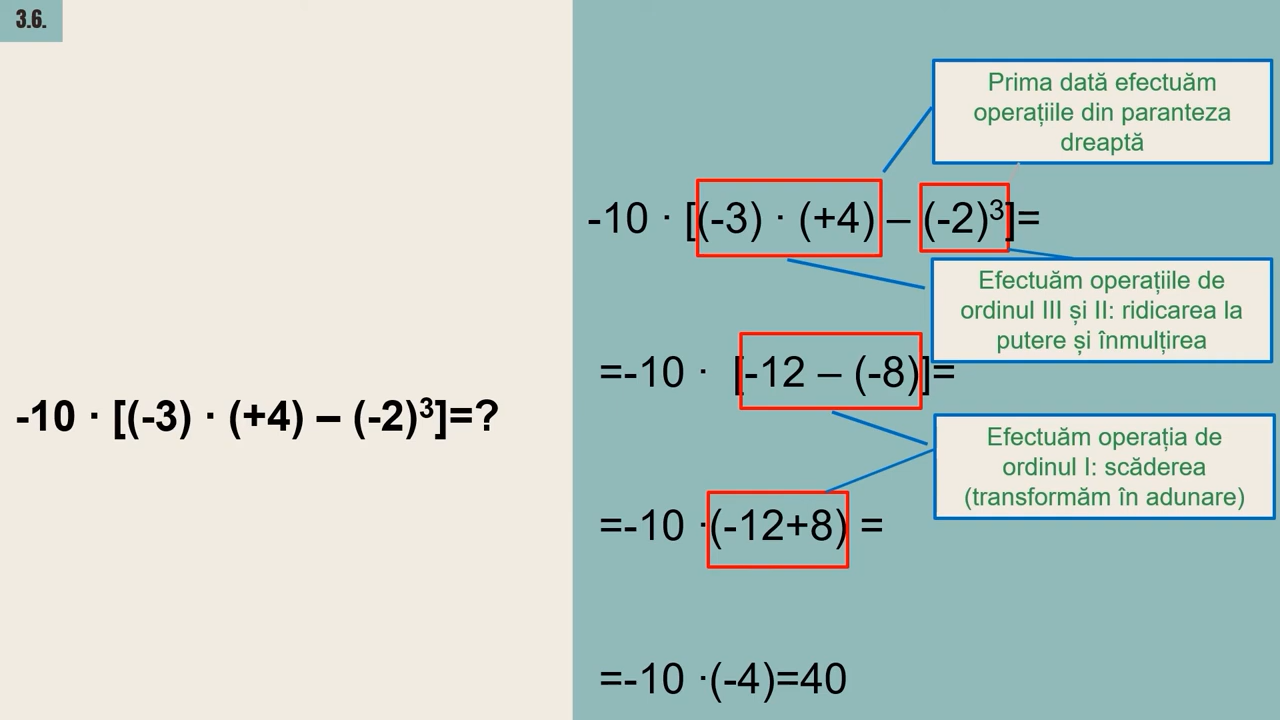 3.6.
-10 · [(-3) · (+4) – (-2)³]=?
Prima dată efectuăm
operațiile din paranteza
dreaptă
-10 · [(-3) · (+4) – (-2)³]=
Efectuăm operațiile de
ordinul III și II: ridicarea la
putere și înmulțirea
=-10 · [-12 – (-8)]=
Efectuăm operația de
ordinul I: scăderea
(transformăm în adunare)
=-10 ·(-12+8) =
=-10 ·(-4)=40